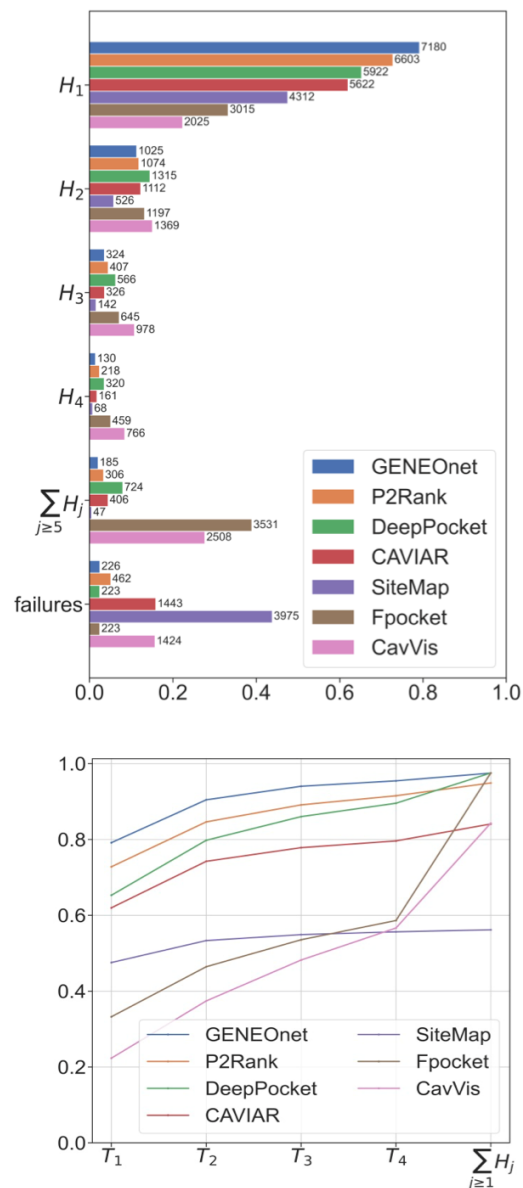 H1
7180
6603
5922
5622
4312
3015
2025
H2
1025
1074
1315
1112
526
1197
1369
H3
324
407
566
326
142
645
978
H4
130
218
320
161
68
459
766
∑ Hj
j≥5
185
306
724
406
47
3531
2508
failures
226
462
223
1443
3975
223
1424
GENEOnet
P2Rank
DeepPocket
CAVIAR
SiteMap
Fpocket
CavVis
0.0 0.2 0.4 0.6 0.8 1.0
1.0
0.8
0.6
0.4
0.2
0.0
GENEOnet SiteMap
P2Rank Fpocket
DeepPocket CavVis
CAVIAR
T1 T2 T3 T4 ∑ Hj
j≥1